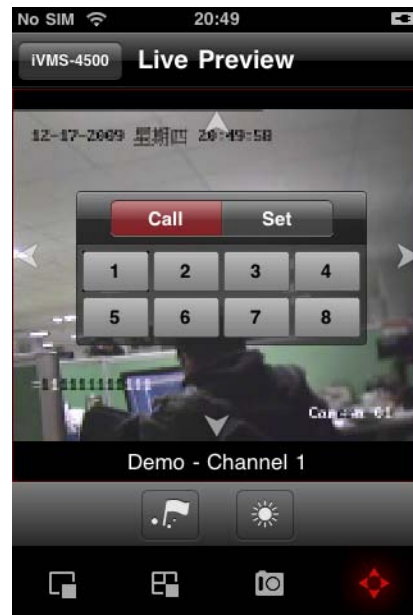 No SIM 20:49
iVMS-4500 Live Preview
12-17-2009 星期四 20:49:58
Call Set
1 2 3 4
5 6 7 8
Camera 01
Demo - Channel 1